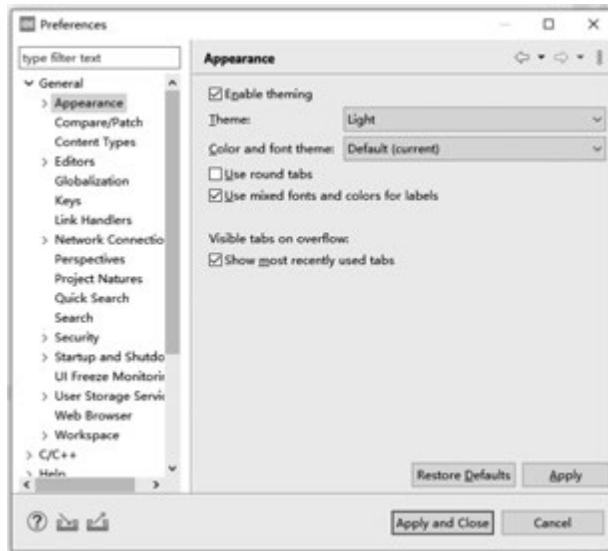 Preferences
type filter text
General
Appearance
Compare/Patch
Content Types
Editors
Globalization
Keys
Link Handlers
Network Connectio
Perspectives
Project Natures
Quick Search
Search
Security
Startup and Shutdo
UI Freeze Monitorin
User Storage Servic
Web Browser
Workspace
C/C++
Help
Appearance
Enable theming
Theme: Light
Color and font theme: Default (current)
Use round tabs
Use mixed fonts and colors for labels
Visible tabs on overflow:
Show most recently used tabs
Restore Defaults Apply
Apply and Close Cancel